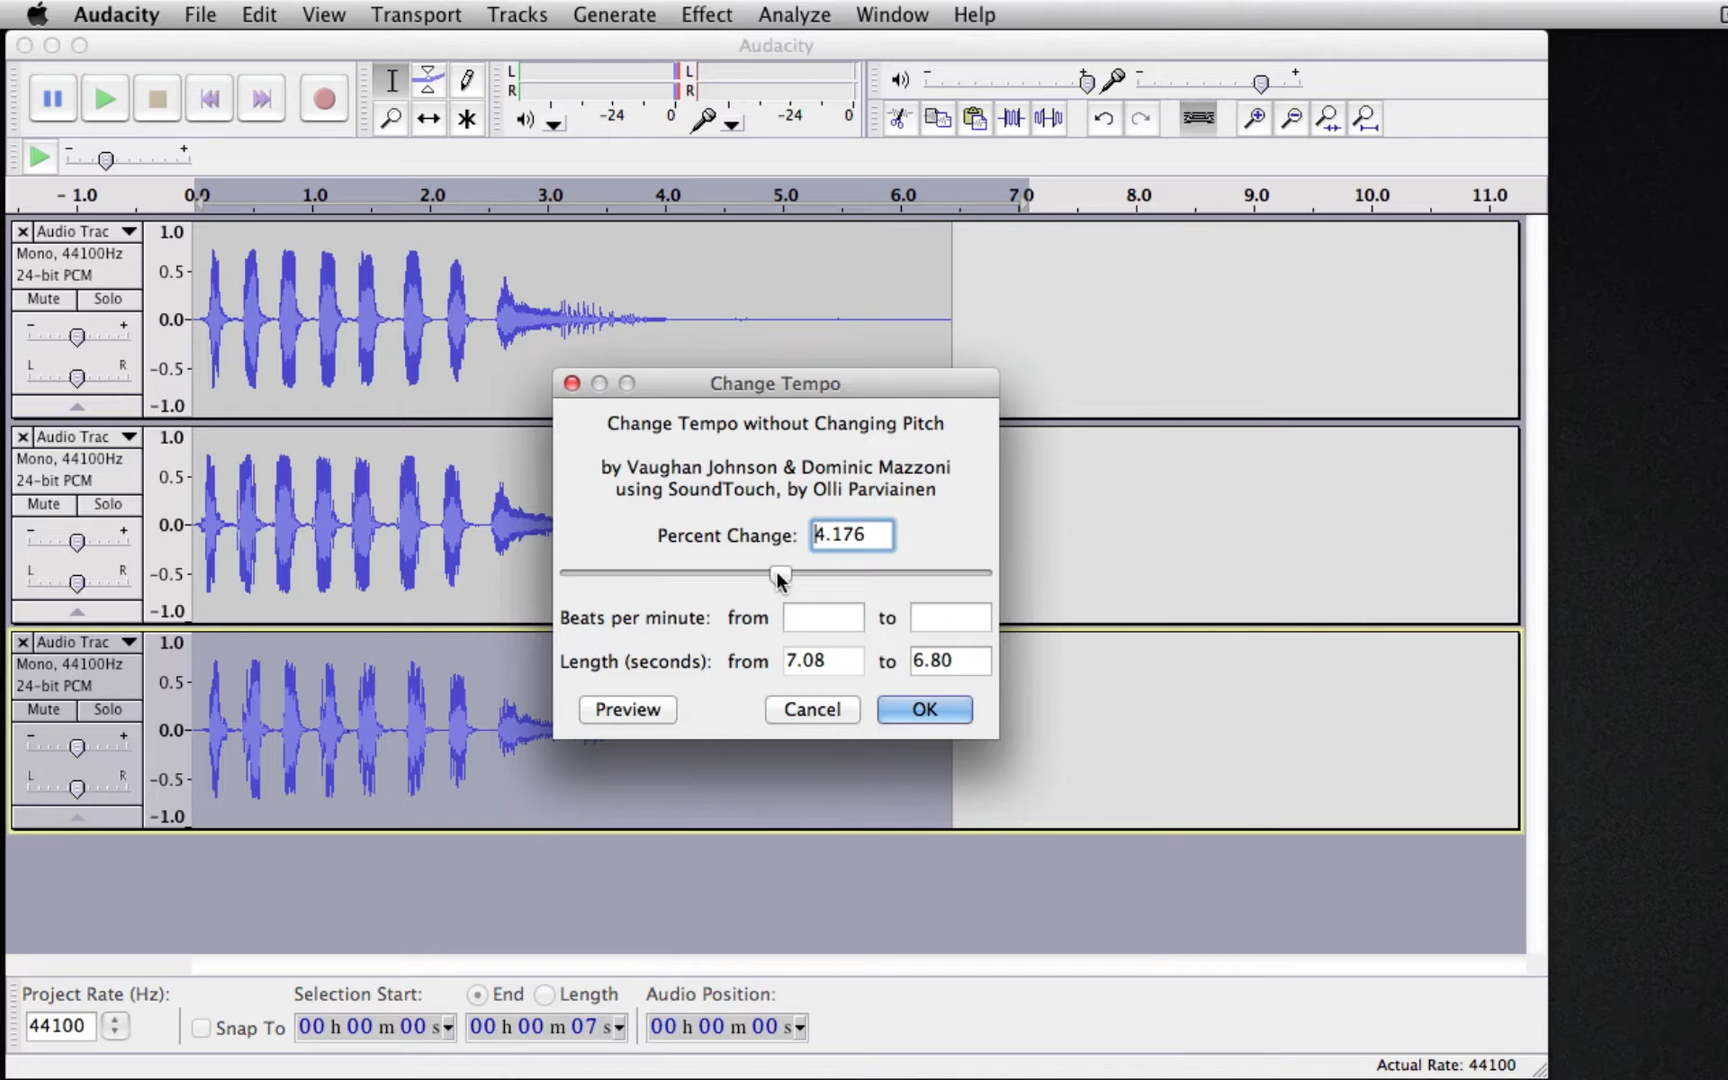 Audacity File Edit View Transport Tracks Generate Effect Analyze Window Help
Audacity
L L
R R
-24 0 -24 0
- + - +
- +
- 1.0 0.0 1.0 2.0 3.0 4.0 5.0 6.0 7.0 8.0 9.0 10.0 11.0
Audio Trac
Mono, 44100Hz
24-bit PCM
Mute Solo
- +
L R
1.0
0.5
0.0
-0.5
-1.0
Audio Trac
Mono, 44100Hz
24-bit PCM
Mute Solo
- +
L R
1.0
0.5
0.0
-0.5
-1.0
Audio Trac
Mono, 44100Hz
24-bit PCM
Mute Solo
- +
L R
1.0
0.5
0.0
-0.5
-1.0
Change Tempo
Change Tempo without Changing Pitch
by Vaughan Johnson & Dominic Mazzoni
using SoundTouch, by Olli Parviainen
Percent Change: 4.176
Beats per minute: from to
Length (seconds): from 7.08 to 6.80
Preview Cancel OK
Project Rate (Hz): Selection Start: End Length Audio Position:
44100 Snap To 00 h 00 m 00 s 00 h 00 m 07 s 00 h 00 m 00 s
Actual Rate: 44100